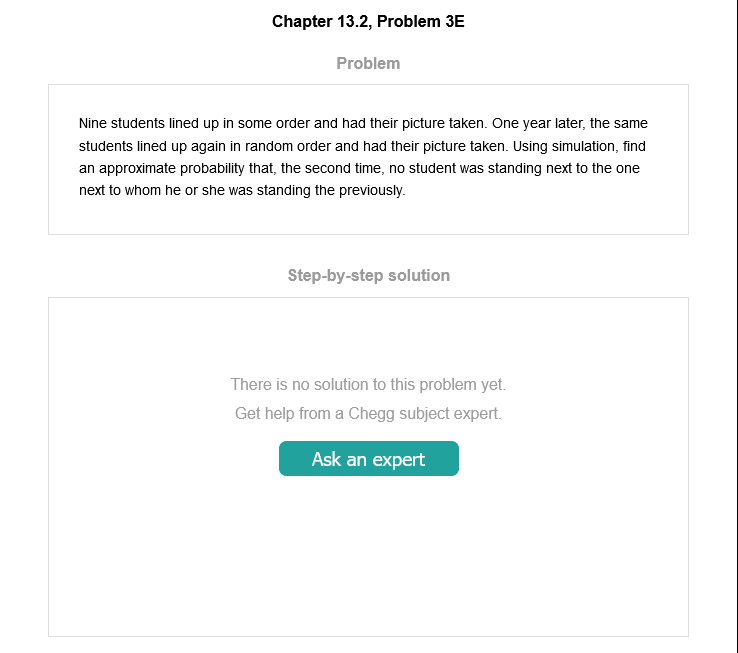 Chapter 13.2, Problem 3E
Problem
Nine students lined up in some order and had their picture taken. One year later, the same
students lined up again in random order and had their picture taken. Using simulation, find
an approximate probability that, the second time, no student was standing next to the one
next to whom he or she was standing the previously.
Step-by-step solution
There is no solution to this problem yet.
Get help from a Chegg subject expert.
Ask an expert